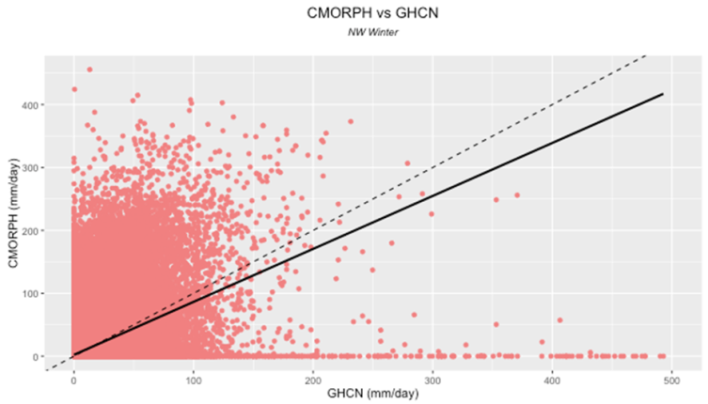 CMORPH vs GHCN
NW Winter
CMORPH (mm/day)
400
300
200
100
0
0 100 200 300 400 500
GHCN (mm/day)